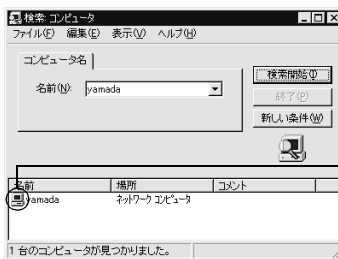 検索: コンピュータ
ファイル(F) 編集(E) 表示(V) ヘルプ(H)
コンピュータ名
名前(N): yamada
検索開始(I)
終了(P)
新しい条件(W)
名前 場所 コメント
yamada ネットワーク コンピュータ
1 台のコンピュータが見つかりました。